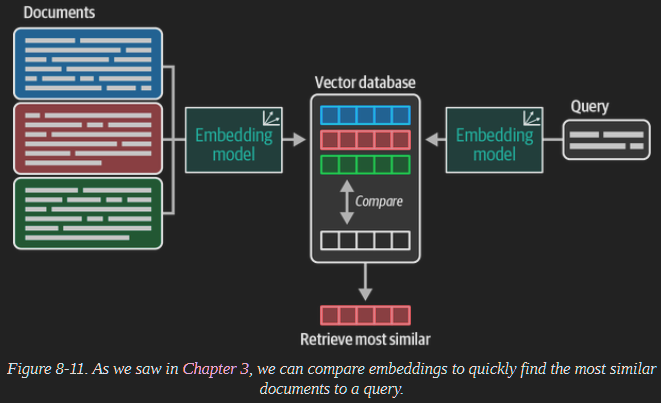 Documents
Vector database
Query
Embedding
model
Embedding
model
Compare
Retrieve most similar
Figure 8-11. As we saw in Chapter 3, we can compare embeddings to quickly find the most similar
documents to a query.